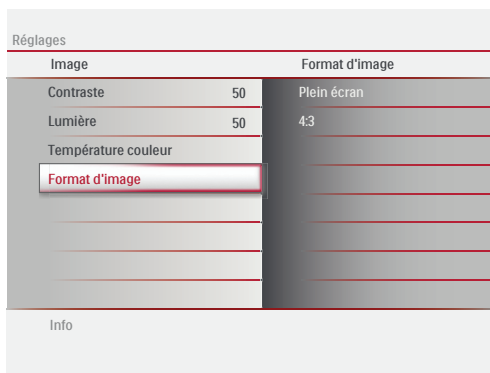 Réglages
Image Format d'image
Contraste 50 Plein écran
Lumière 50 4:3
Température couleur
Format d'image
Info